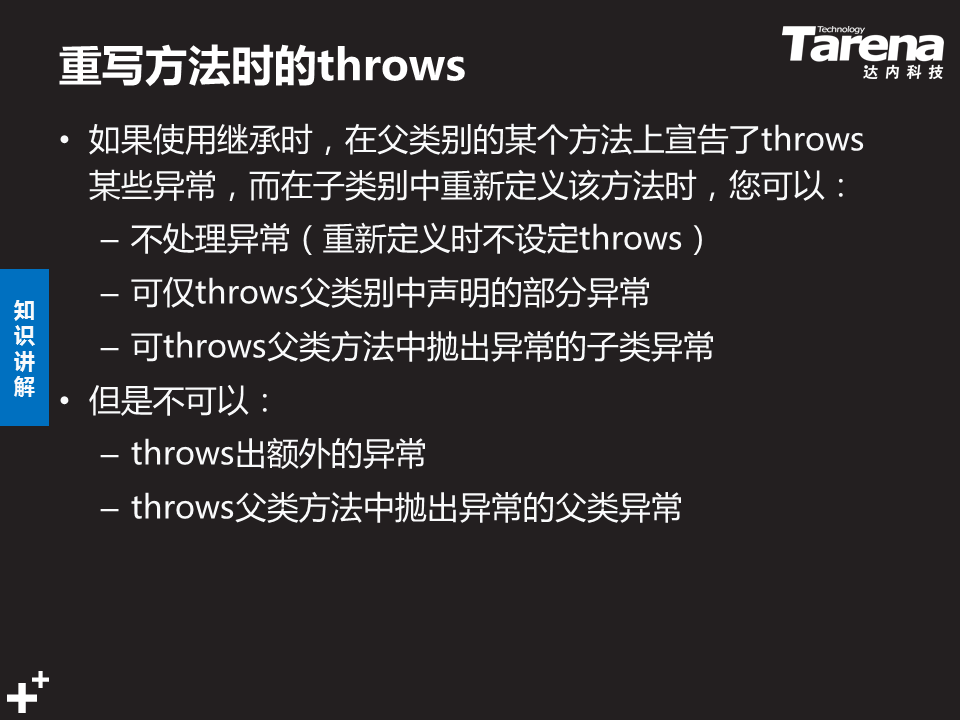 重写方法时的throws
Technology
Tarena
达内科技
• 如果使用继承时，在父类别的某个方法上宣告了throws
某些异常，而在子类别中重新定义该方法时，您可以：
– 不处理异常（重新定义时不设定throws）
– 可仅throws父类别中声明的部分异常
– 可throws父类方法中抛出异常的子类异常
• 但是不可以：
– throws出额外的异常
– throws父类方法中抛出异常的父类异常
知
识
讲
解